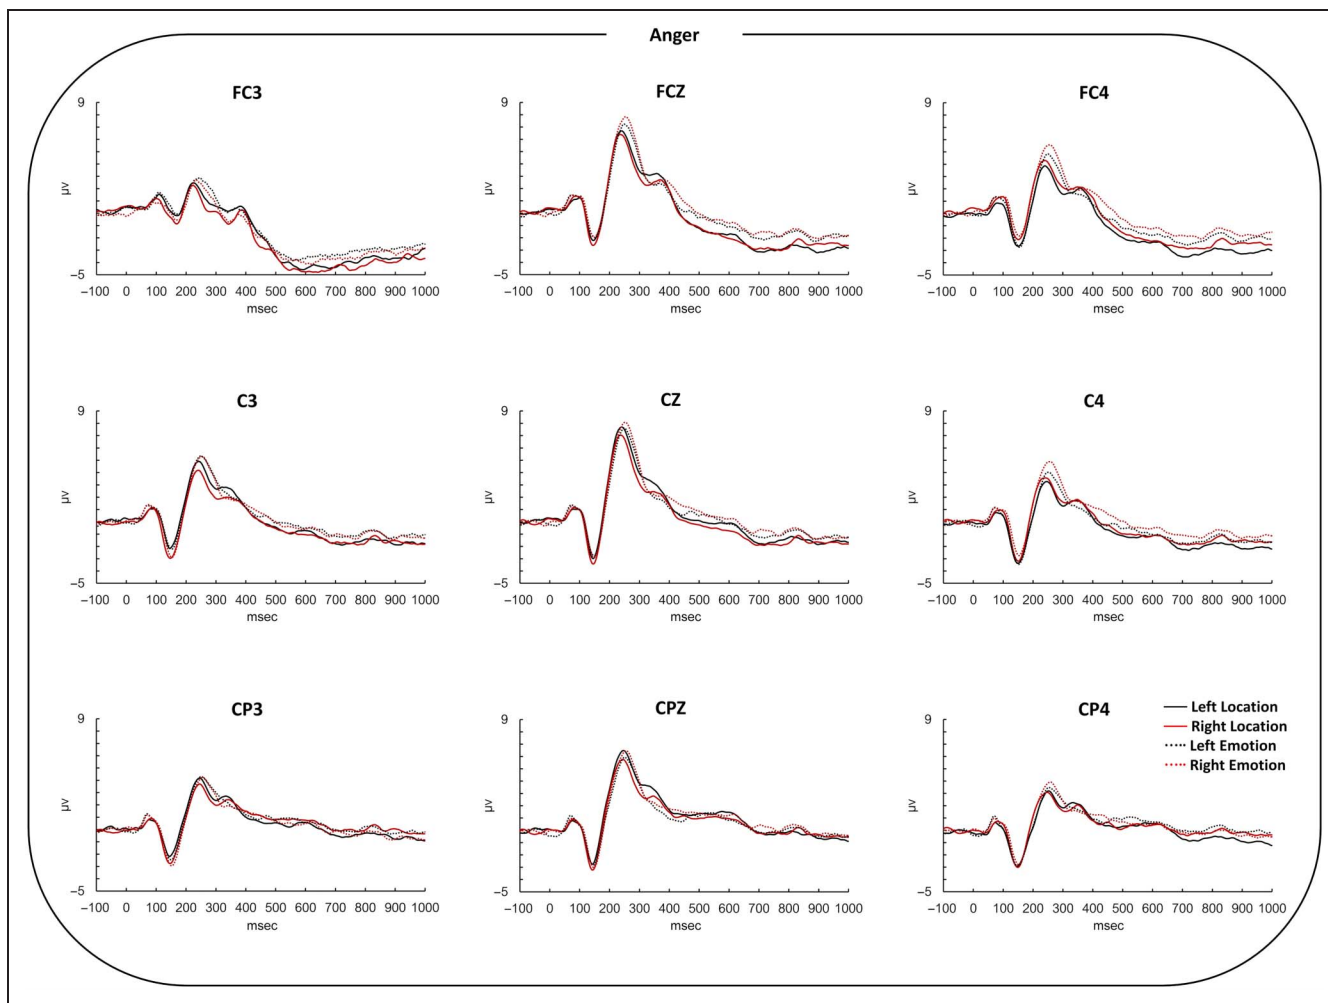 Anger
FC3
FCZ
FC4
9
9
9
μv
μv
μv
−5
−5
−5
−100 0 100 200 300 400 500 600 700 800 900 1000
−100 0 100 200 300 400 500 600 700 800 900 1000
−100 0 100 200 300 400 500 600 700 800 900 1000
msec
msec
msec
C3
CZ
C4
9
9
9
μv
μv
μv
−5
−5
−5
−100 0 100 200 300 400 500 600 700 800 900 1000
−100 0 100 200 300 400 500 600 700 800 900 1000
−100 0 100 200 300 400 500 600 700 800 900 1000
msec
msec
msec
CP3
CPZ
CP4
Left Location
Right Location
Left Emotion
Right Emotion
9
9
9
μv
μv
μv
−5
−5
−5
−100 0 100 200 300 400 500 600 700 800 900 1000
−100 0 100 200 300 400 500 600 700 800 900 1000
−100 0 100 200 300 400 500 600 700 800 900 1000
msec
msec
msec